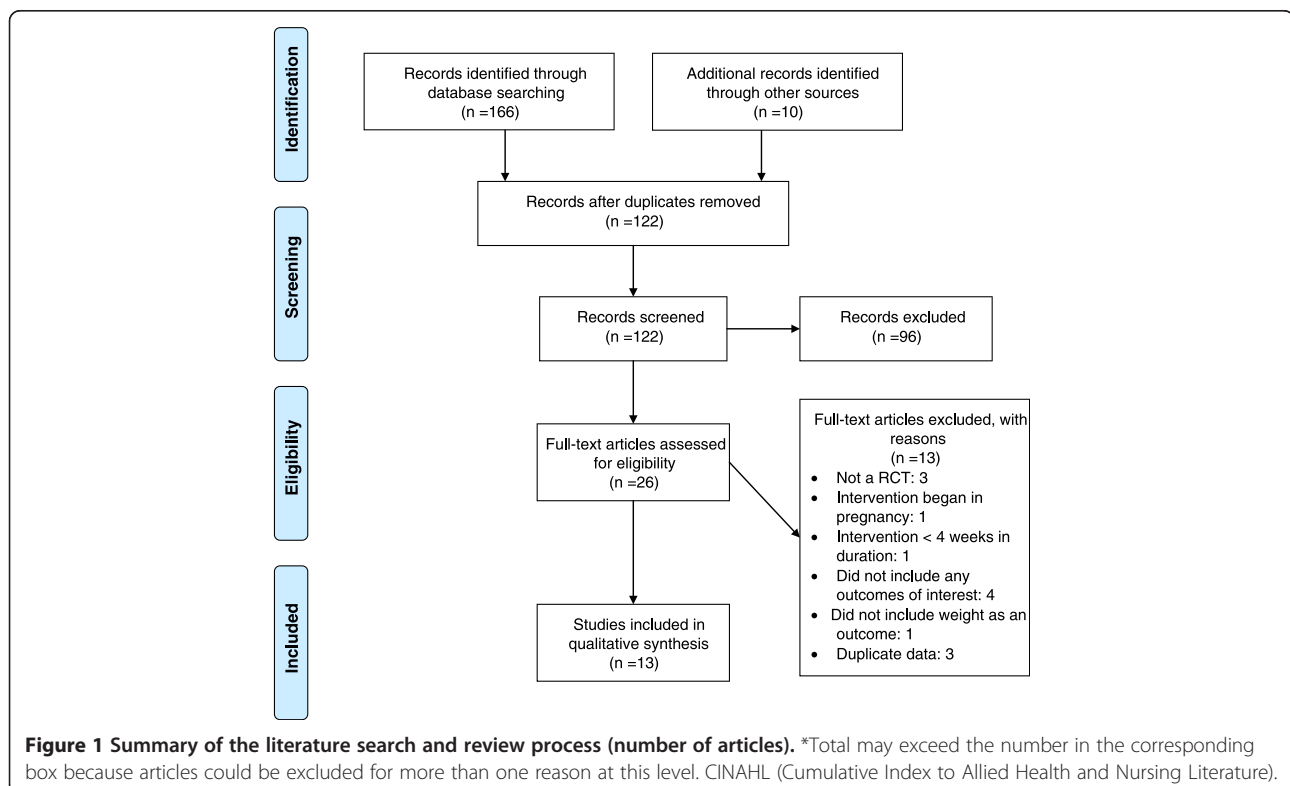 Identification
Records identified through
database searching
(n =166)
Additional records identified
through other sources
(n =10)
Records after duplicates removed
(n =122)
Screening
Records screened
(n =122)
Records excluded
(n =96)
Eligibility
Full-text articles assessed
for eligibility
(n =26)
Full-text articles excluded, with
reasons
(n =13)
• Not a RCT: 3
• Intervention began in
pregnancy: 1
• Intervention < 4 weeks in
duration: 1
• Did not include any
outcomes of interest: 4
• Did not include weight as an
outcome: 1
• Duplicate data: 3
Included
Studies included in
qualitative synthesis
(n =13)
Figure 1 Summary of the literature search and review process (number of articles). *Total may exceed the number in the corresponding
box because articles could be excluded for more than one reason at this level. CINAHL (Cumulative Index to Allied Health and Nursing Literature).